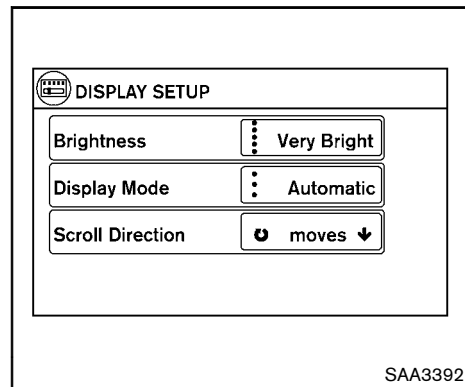 DISPLAY SETUP
Brightness Very Bright
Display Mode Automatic
Scroll Direction moves ↓
SAA3392